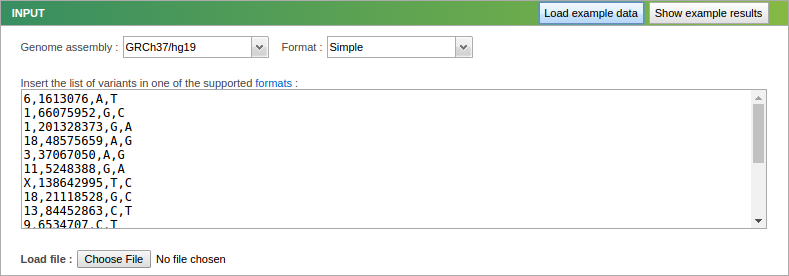 INPUT
Load example data
Show example results
Genome assembly : GRCh37/hg19 Format : Simple
Insert the list of variants in one of the supported formats :
6,1613076,A,T
1,66075952,G,C
1,201328373,G,A
18,48575659,A,G
3,37067050,A,G
11,5248388,G,A
X,138642995,T,C
18,21118528,G,C
13,84452863,C,T
9,6534707,C,T
Load file : Choose File No file chosen